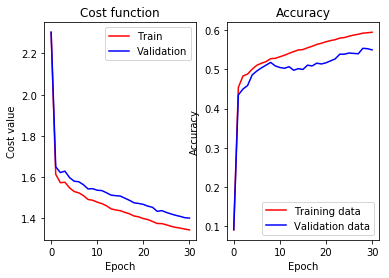 Cost function
Cost value
2.2
2.0
1.8
1.6
1.4
0
10
20
30
Epoch
Train
Validation
Accuracy
Accuracy
0.6
0.5
0.4
0.3
0.2
0.1
0
10
20
30
Epoch
Training data
Validation data